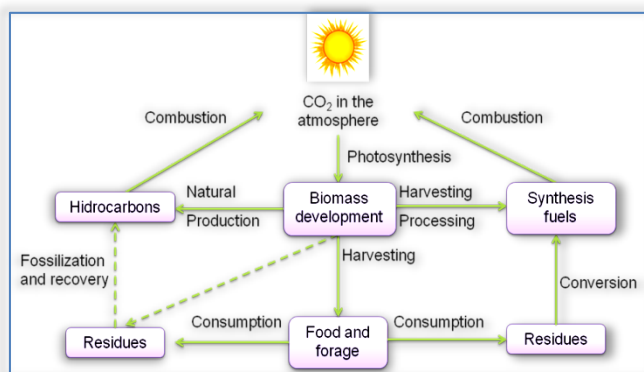 CO₂ in the
atmosphere
Combustion
Combustion
Photosynthesis
Hidrocarbons
Natural
Production
Biomass
development
Harvesting
Processing
Synthesis
fuels
Fossilization
and recovery
Harvesting
Conversion
Residues
Consumption
Food and
forage
Consumption
Residues